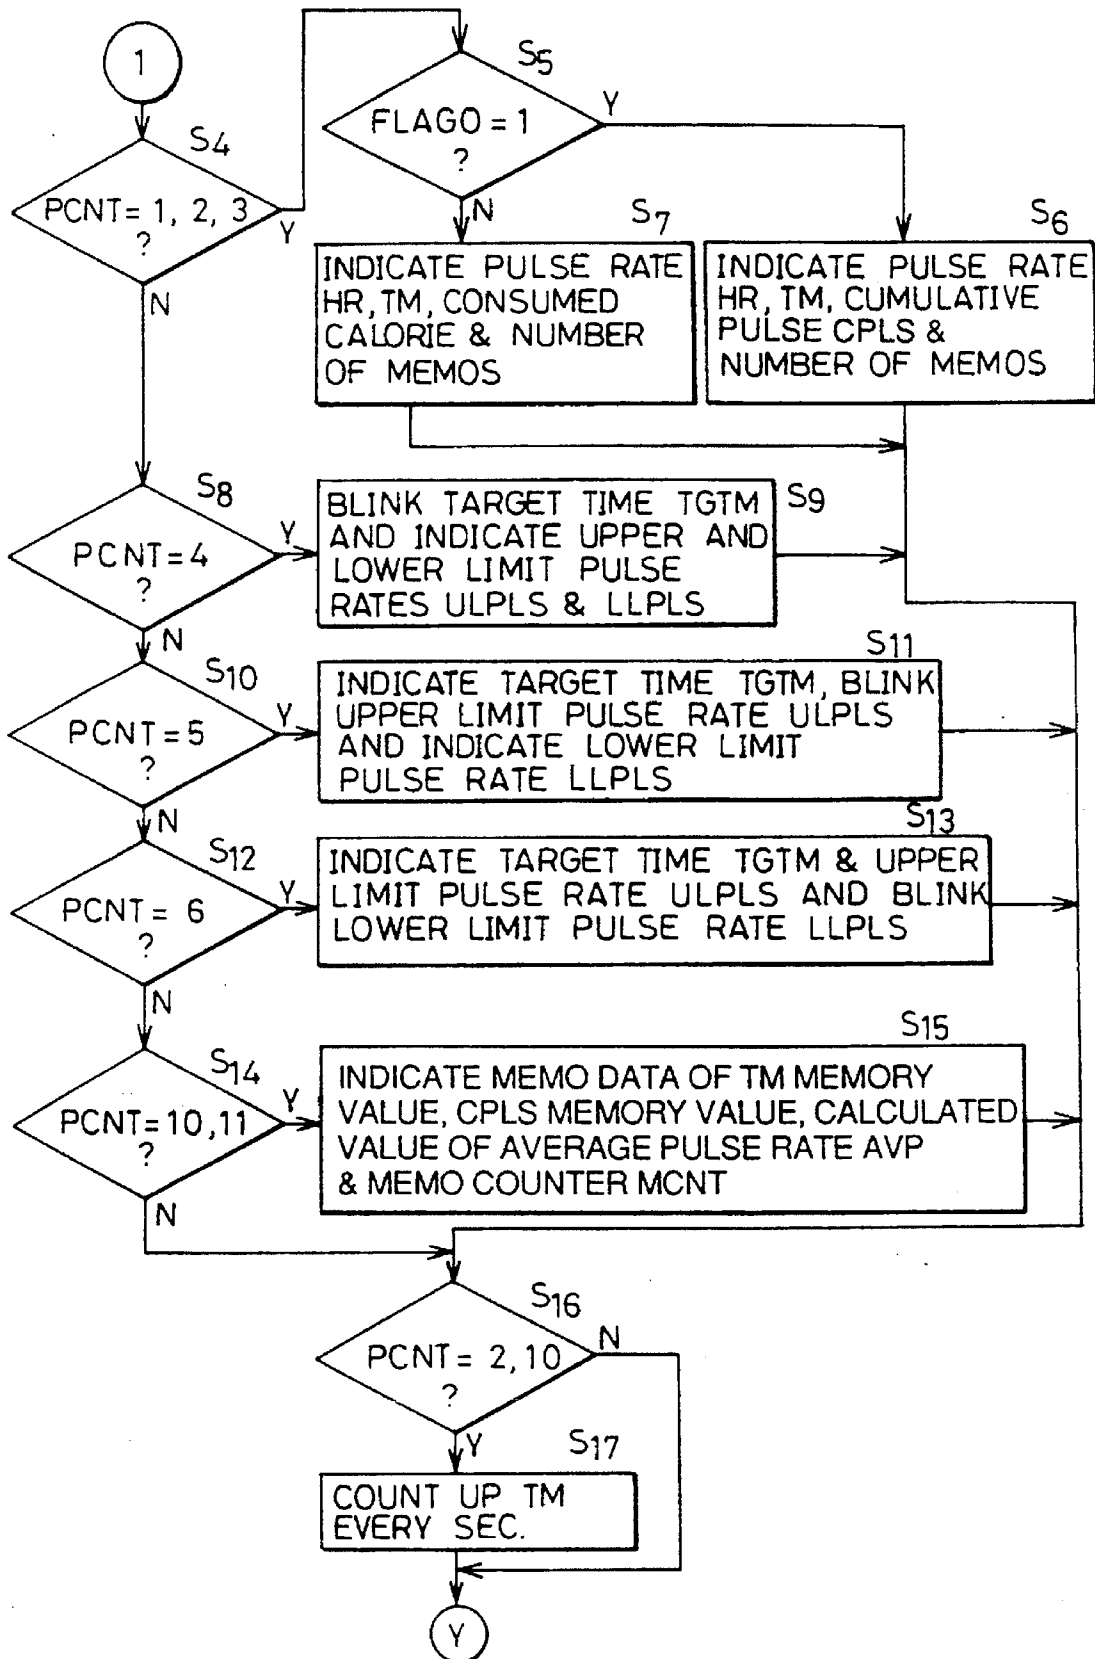 1
S4
PCNT= 1, 2, 3
?
Y
N
S5
FLAG0 = 1
?
Y
N
S7
INDICATE PULSE RATE
HR, TM, CONSUMED
CALORIE & NUMBER
OF MEMOS
S6
INDICATE PULSE RATE
HR, TM, CUMULATIVE
PULSE CPLS &
NUMBER OF MEMOS
S8
PCNT=4
?
Y
N
S9
BLINK TARGET TIME TGTM
AND INDICATE UPPER AND
LOWER LIMIT PULSE
RATES ULPLS & LLPLS
S10
PCNT=5
?
Y
N
S11
INDICATE TARGET TIME TGTM, BLINK
UPPER LIMIT PULSE RATE ULPLS
AND INDICATE LOWER LIMIT
PULSE RATE LLPLS
S12
PCNT= 6
?
Y
N
S13
INDICATE TARGET TIME TGTM & UPPER
LIMIT PULSE RATE ULPLS AND BLINK
LOWER LIMIT PULSE RATE LLPLS
S14
PCNT=10,11
?
Y
N
S15
INDICATE MEMO DATA OF TM MEMORY
VALUE, CPLS MEMORY VALUE, CALCULATED
VALUE OF AVERAGE PULSE RATE AVP
& MEMO COUNTER MCNT
S16
PCNT= 2,10
?
N
Y
S17
COUNT UP TM
EVERY SEC.
Y